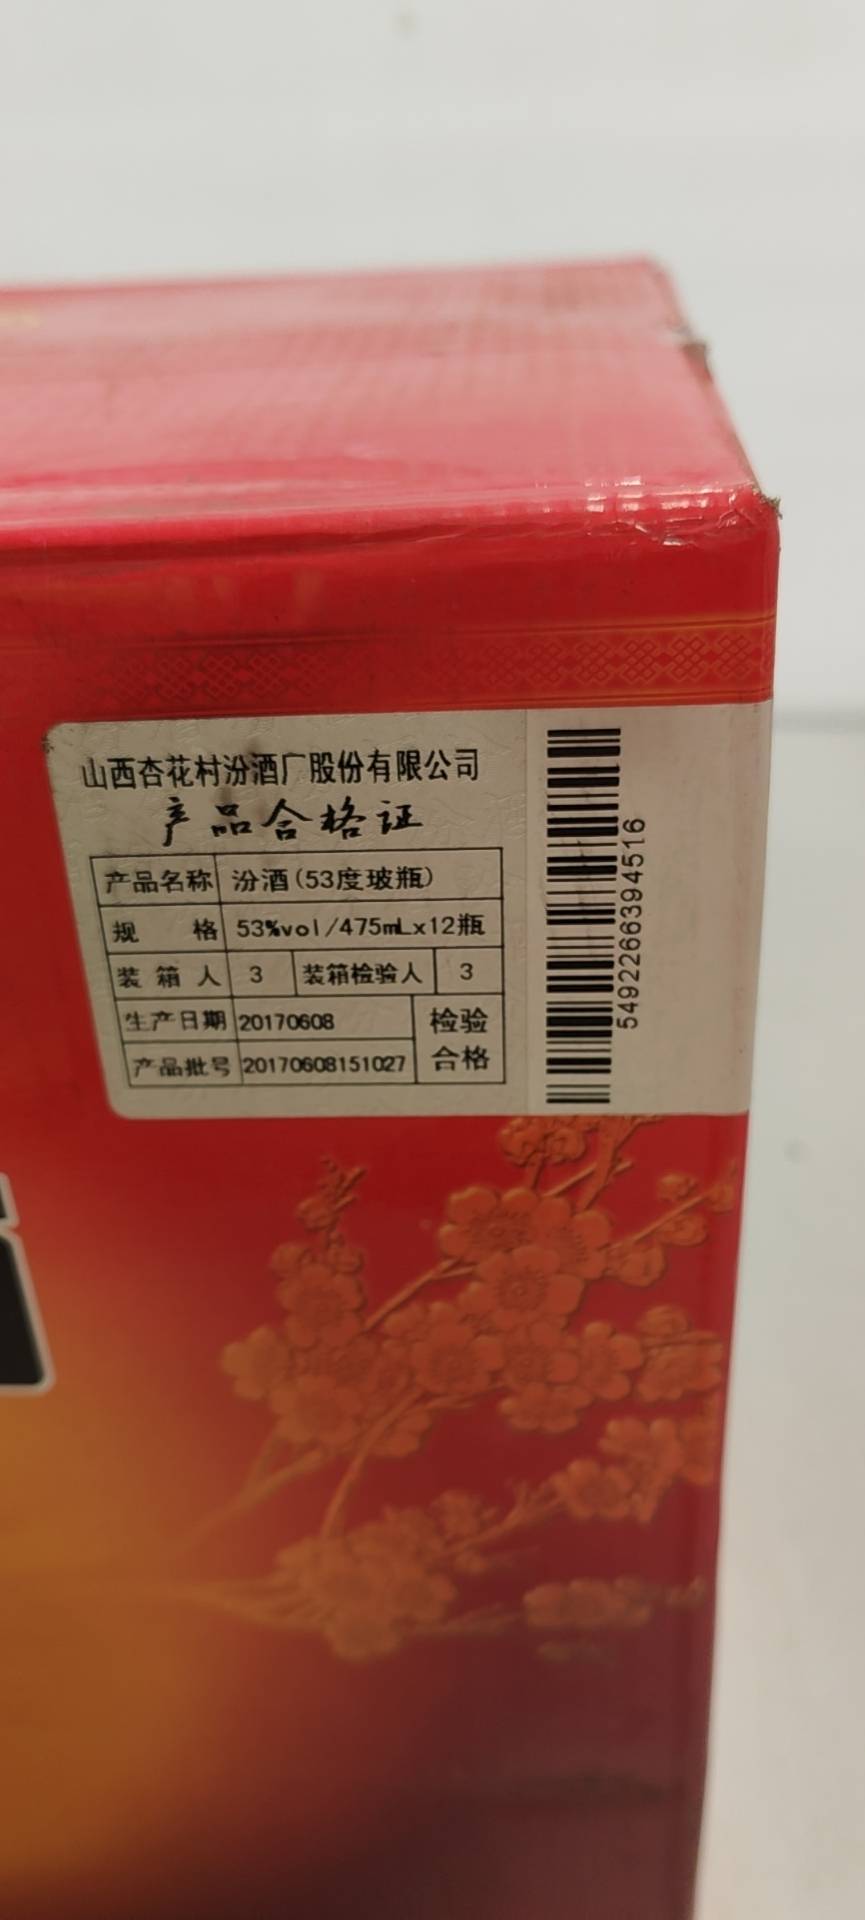 山西杏花村汾酒厂股份有限公司
产品合格证
产品名称 汾酒(53度玻瓶)
规 格 53%vol/475mLx12瓶
装箱人 3 装箱检验人 3
生产日期 20170608 检验
产品批号 20170608151027 合格
549226639451​6